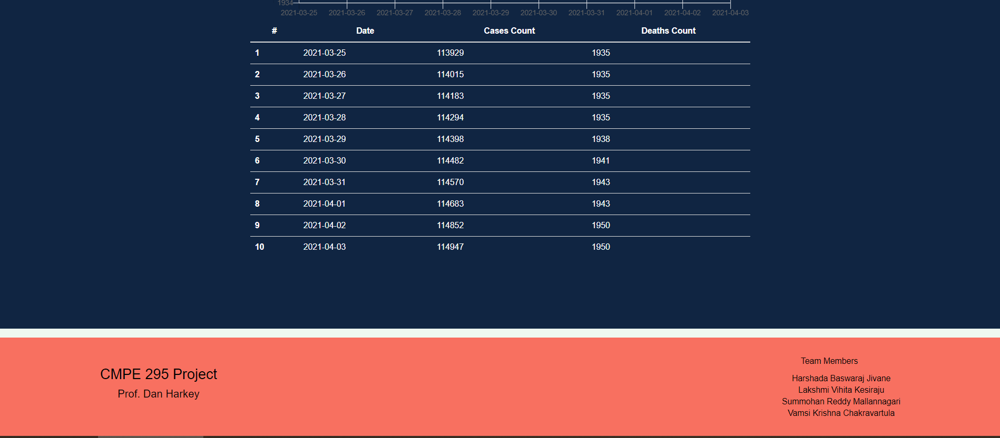 1934
2021-03-25 2021-03-26 2021-03-27 2021-03-28 2021-03-29 2021-03-30 2021-03-31 2021-04-01 2021-04-02 2021-04-03
# Date Cases Count Deaths Count
1 2021-03-25 113929 1935
2 2021-03-26 114015 1935
3 2021-03-27 114183 1935
4 2021-03-28 114294 1935
5 2021-03-29 114398 1938
6 2021-03-30 114482 1941
7 2021-03-31 114570 1943
8 2021-04-01 114683 1943
9 2021-04-02 114852 1950
10 2021-04-03 114947 1950
CMPE 295 Project
Prof. Dan Harkey
Team Members
Harshada Baswaraj Jivane
Lakshmi Vihita Kesiraju
Summohan Reddy Mallannagari
Vamsi Krishna Chakravartula